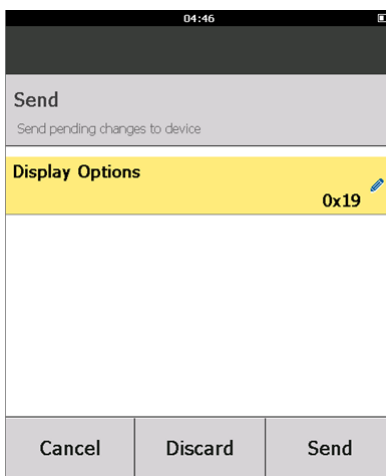 04:46
Send
Send pending changes to device
Display Options
0x19
Cancel Discard Send